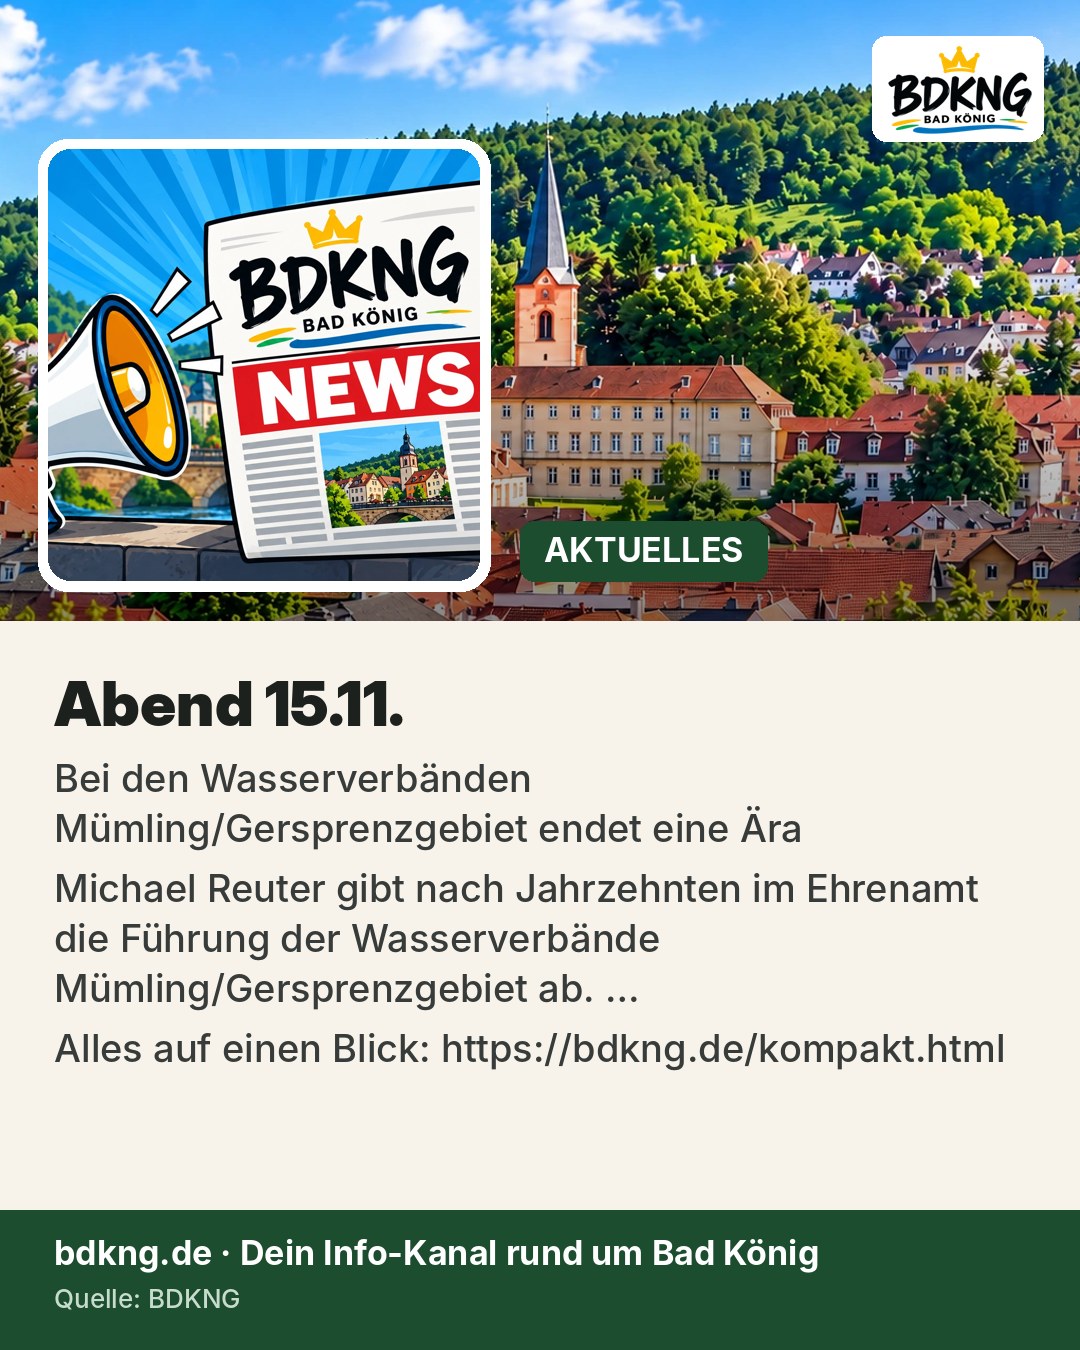 BDKNG
BAD KÖNIG
BDKNG
BAD KÖNIG
NEWS
AKTUELLES
Abend 15.11.
Bei den Wasserverbänden
Mümling/Gersprenzgebiet endet eine Ära
Michael Reuter gibt nach Jahrzehnten im Ehrenamt
die Führung der Wasserverbände
Mümling/Gersprenzgebiet ab. ...
Alles auf einen Blick: https://bdkng.de/kompakt.html
bdkng.de · Dein Info-Kanal rund um Bad König
Quelle: BDKNG